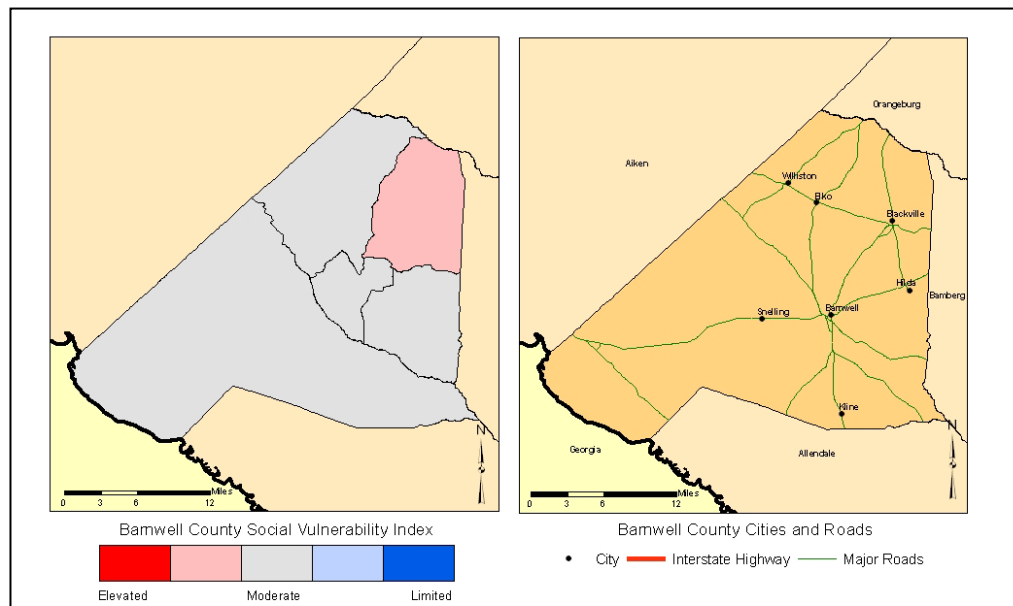 N
Miles
0 3 6 12
Barnwell County Social Vulnerability Index
Elevated Moderate Limited
Orangeburg
Aiken
Williston
Elko
Blackville
Hilda
Bamberg
Snelling
Barnwell
Kline
N
Georgia
Allendale
Miles
0 3 6 12
Barnwell County Cities and Roads
City Interstate Highway Major Roads